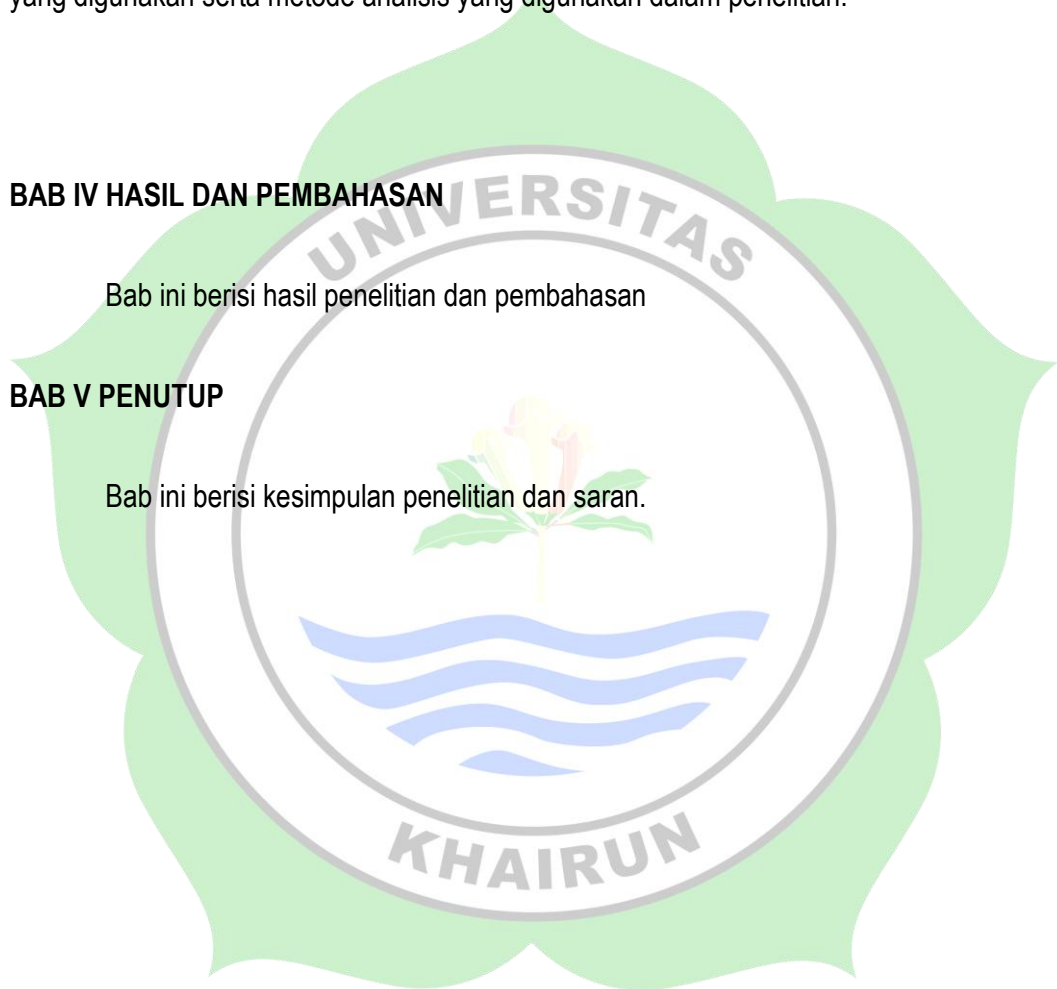 yang digunakan serta metode analisis yang digunakan dalam penelitian.
BAB IV HASIL DAN PEMBAHASAN
UNIVERSITAS
Bab ini berisi hasil penelitian dan pembahasan
BAB V PENUTUP
Bab ini berisi kesimpulan penelitian dan saran.
KHAIRUN